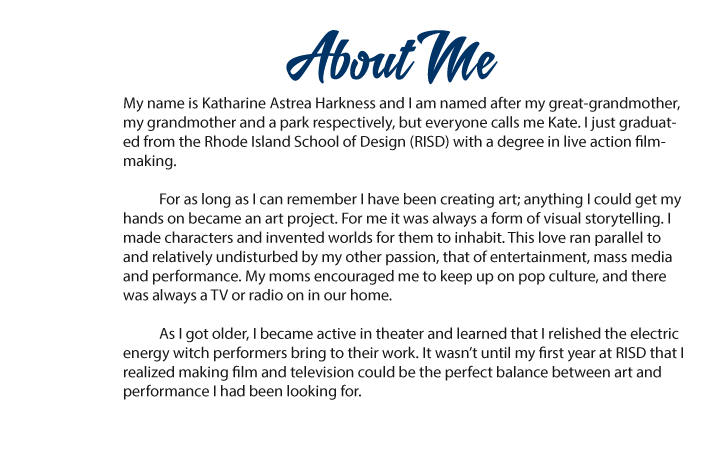 About Me
My name is Katharine Astrea Harkness and I am named after my great-grandmother,
my grandmother and a park respectively, but everyone calls me Kate. I just graduat-
ed from the Rhode Island School of Design (RISD) with a degree in live action film-
making.
For as long as I can remember I have been creating art; anything I could get my
hands on became an art project. For me it was always a form of visual storytelling. I
made characters and invented worlds for them to inhabit. This love ran parallel to
and relatively undisturbed by my other passion, that of entertainment, mass media
and performance. My moms encouraged me to keep up on pop culture, and there
was always a TV or radio on in our home.
As I got older, I became active in theater and learned that I relished the electric
energy witch performers bring to their work. It wasn’t until my first year at RISD that I
realized making film and television could be the perfect balance between art and
performance I had been looking for.